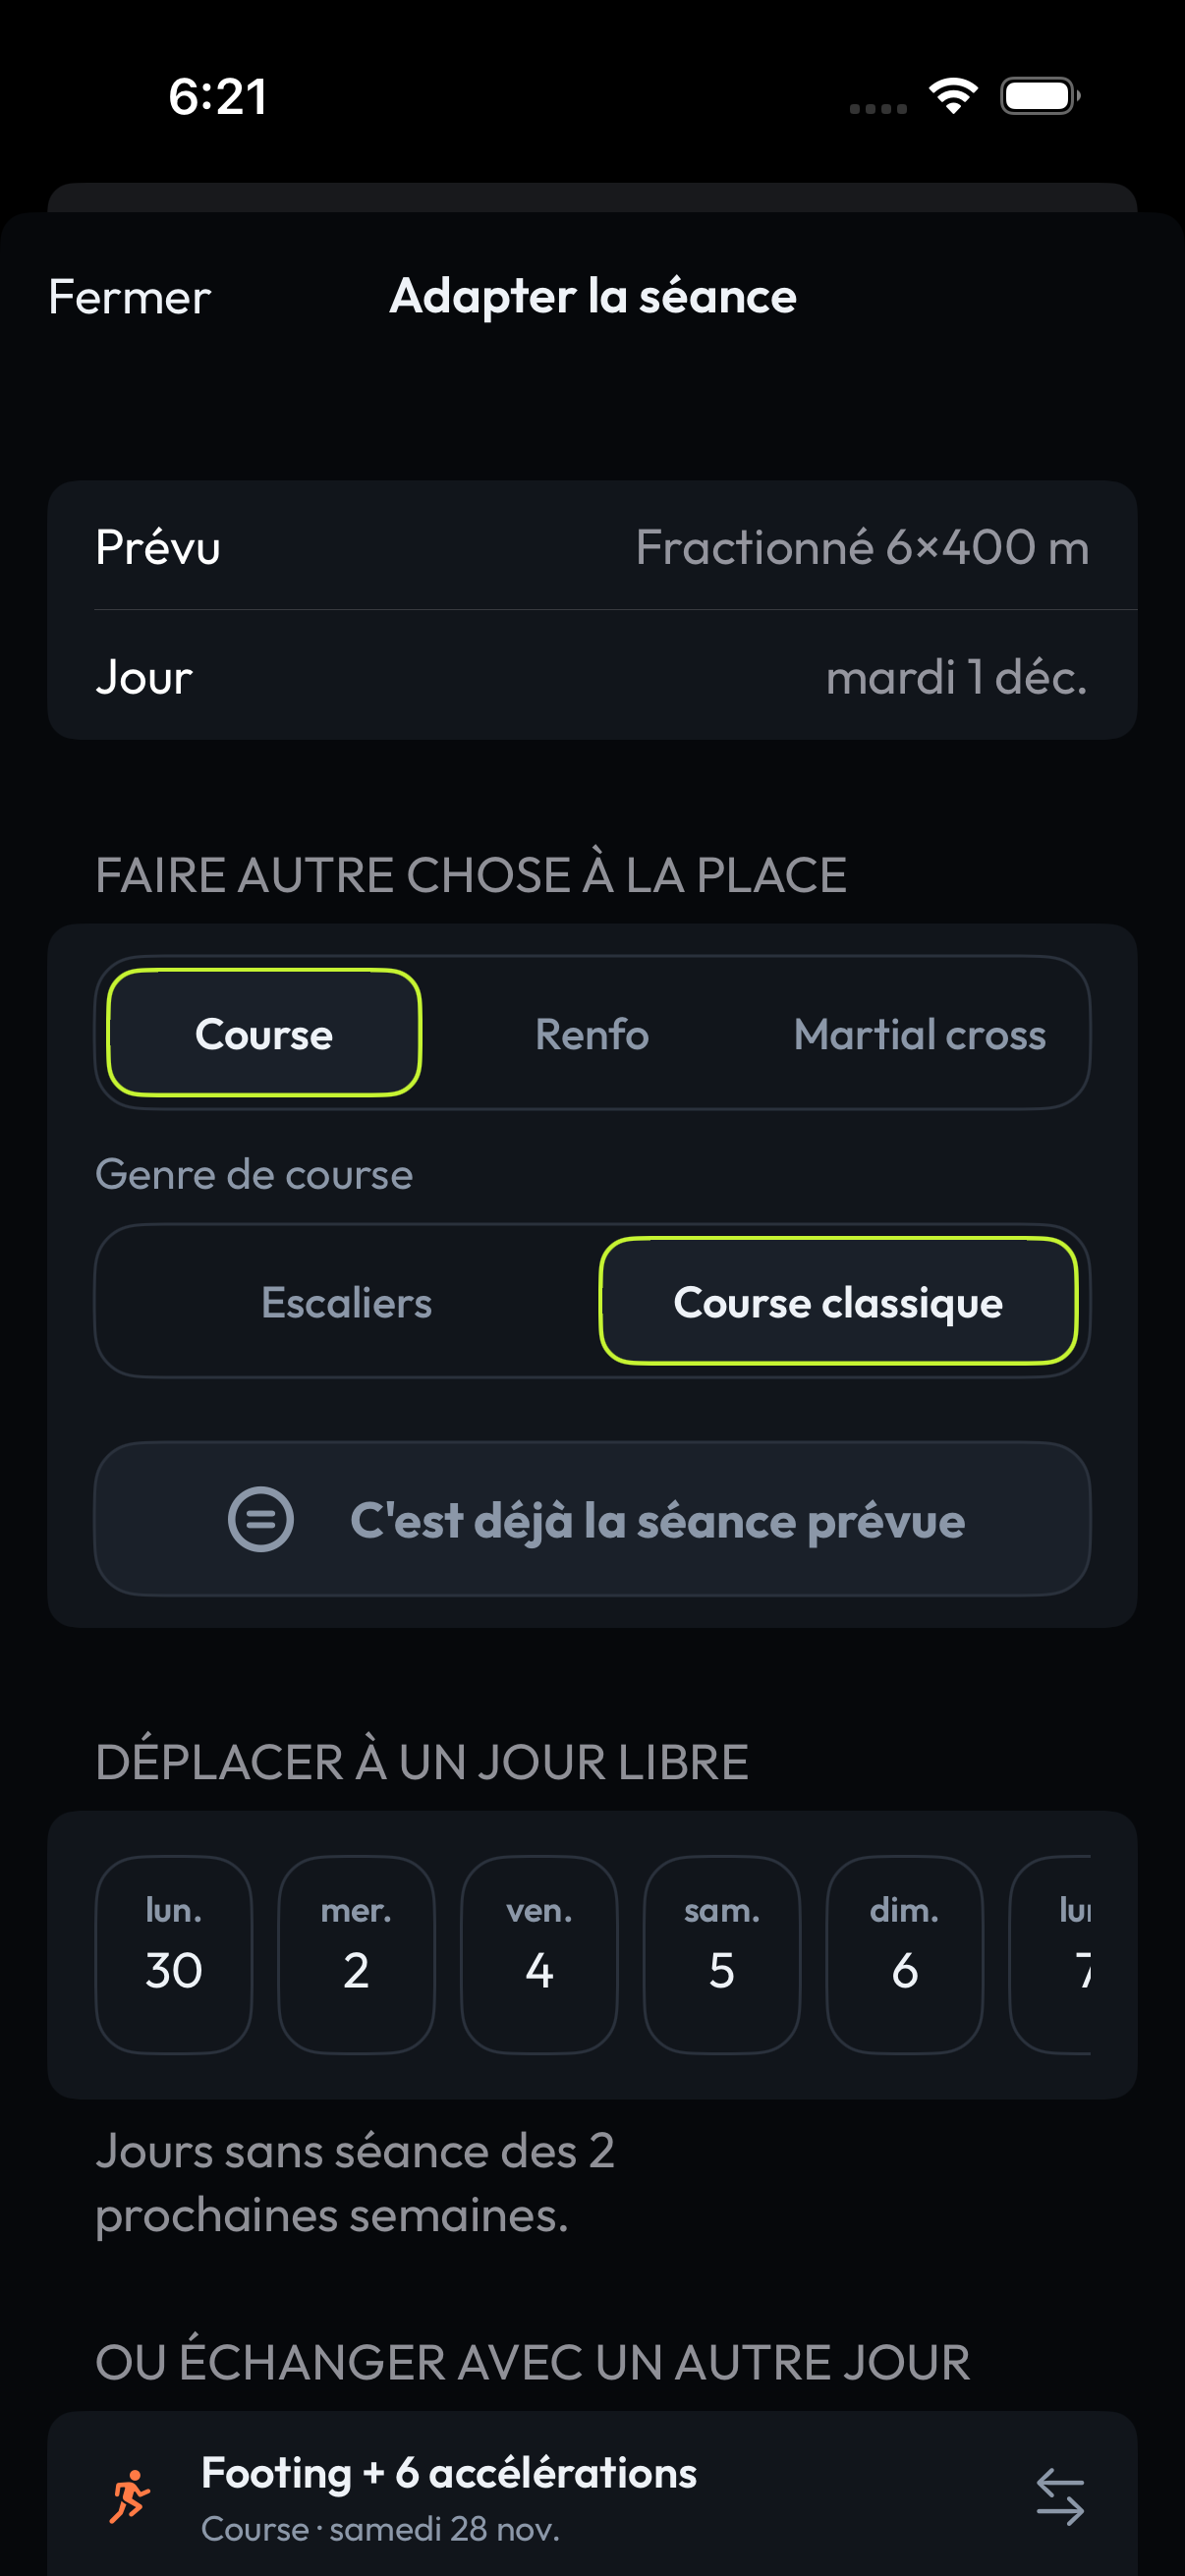 6:21
Fermer
Adapter la séance
Prévu
Fractionné 6×400 m
Jour
mardi 1 déc.
FAIRE AUTRE CHOSE À LA PLACE
Course
Renfo
Martial cross
Genre de course
Escaliers
Course classique
C'est déjà la séance prévue
DÉPLACER À UN JOUR LIBRE
lun.
30
mer.
2
ven.
4
sam.
5
dim.
6
7
Jours sans séance des 2
prochaines semaines.
OU ÉCHANGER AVEC UN AUTRE JOUR
Footing + 6 accélérations
Course · samedi 28 nov.